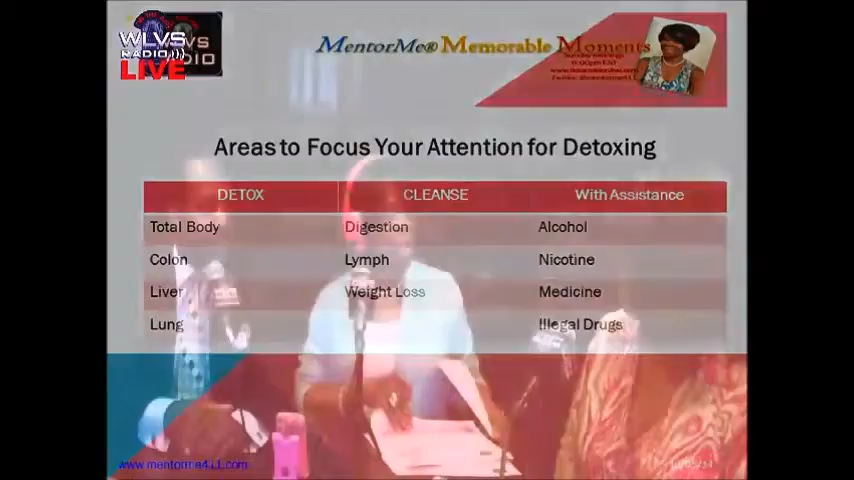 WLVS
RADIO
LIVE
MentorMe® Memorable Moments
Areas to Focus Your Attention for Detoxing
DETOX CLEANSE With Assistance
Total Body Digestion Alcohol
Colon Lymph Nicotine
Liver Weight Loss Medicine
Lung Illegal Drugs
www.mentorme411.com